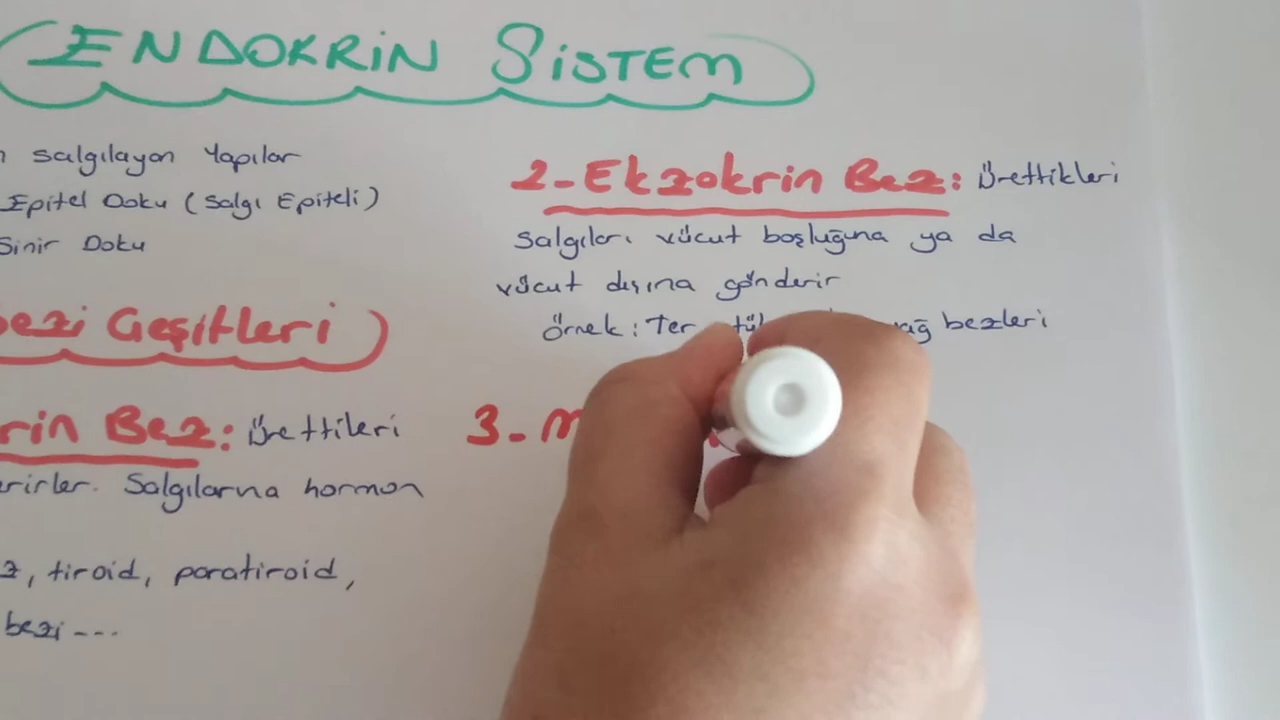 ENDOKRİN SİSTEM
salgılayan Yapılar
Epitel Doku (Salgı Epiteli)
Sinir Doku
bezi Çeşitleri)
rin Bez: Ürettileri
erirler. Salgılarına hormon
z, tiroid, paratiroid,
bezi ---
2-Ekzokrin Bez: Ürettikleri
salgıları vücut boşluğuna ya da
vücut dışına gönderir
örnek: Ter bezleri
3-